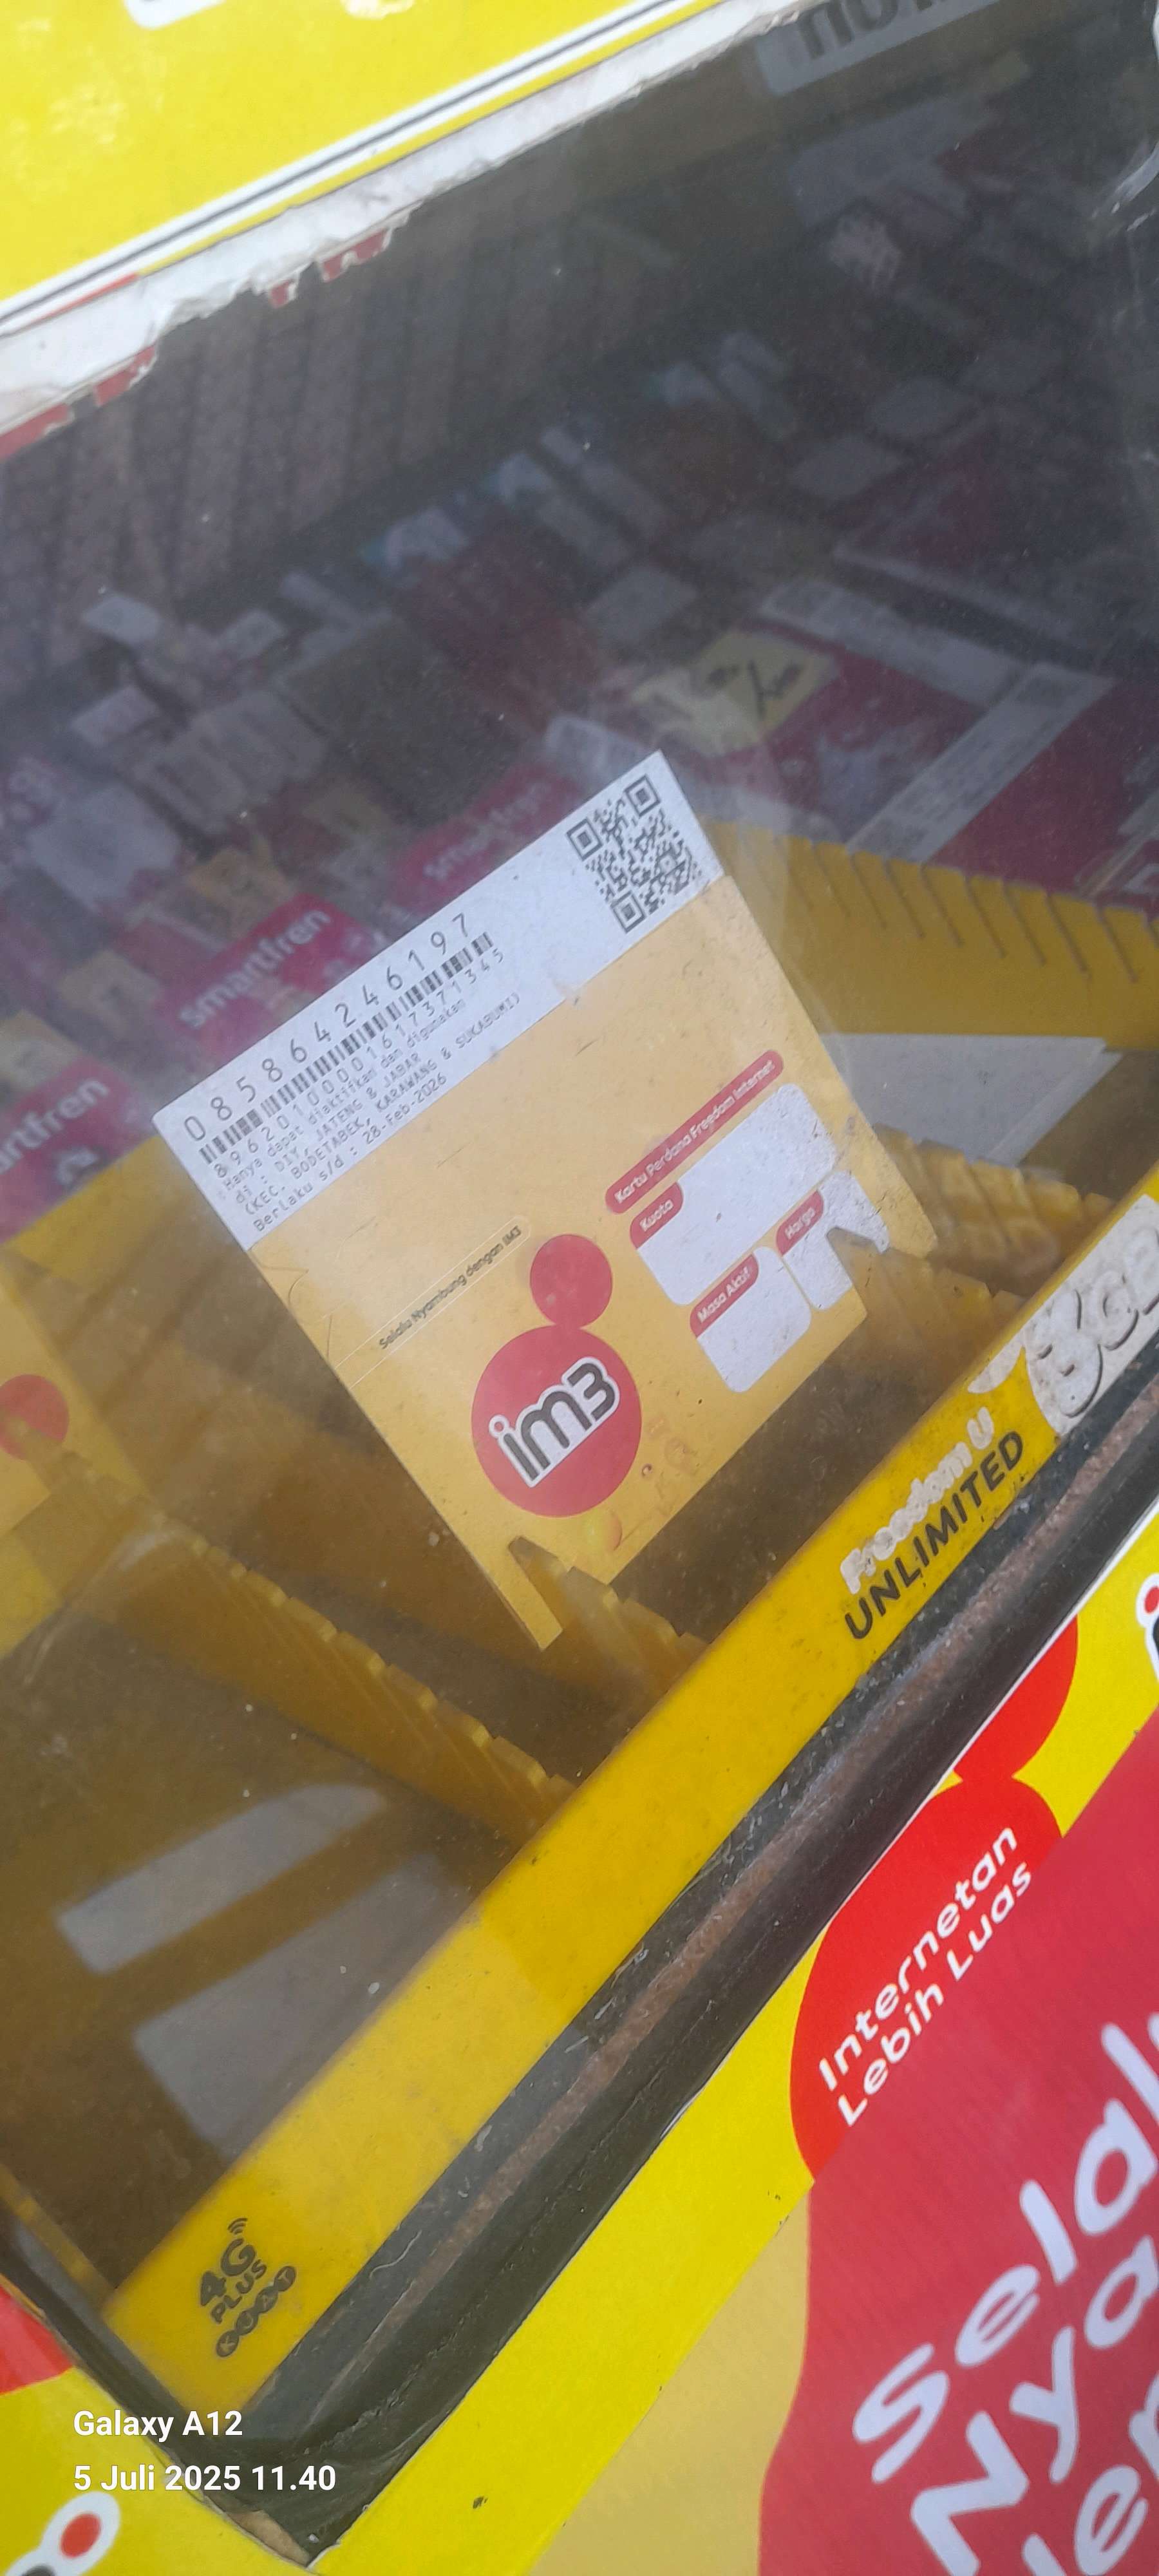 085864246197
89620100001617371345
Hanya dapat diaktifkan dan digunakan
di : DIY, JATENG & JABAR
(KEC. BODETABEK, KARAWANG & SUKABUMI)
Berlaku s/d : 28-Feb-2026
Selalu Nyambung dengan IM3
Kartu Perdana Freedom Internet
Kuota
Masa Aktif
Harga
im3
smartfren
smartfren
artfren
Freedom U
UNLIMITED
4G
PLUS
Internetan
Lebih Luas
Galaxy A12
5 Juli 2025 11.40